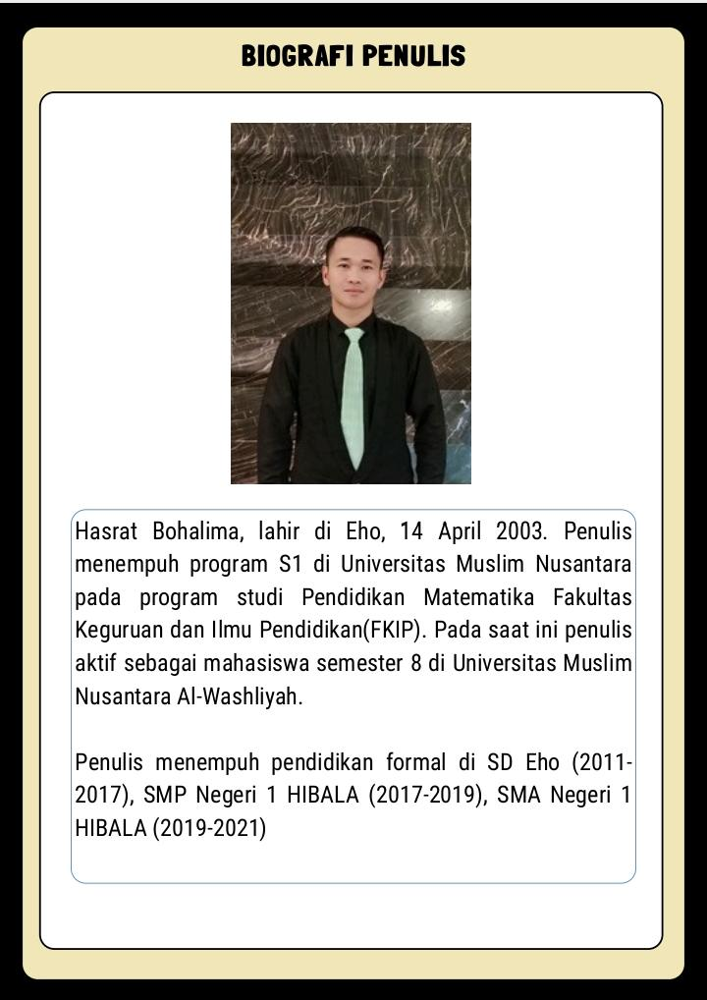 BIOGRAFI PENULIS
Hasrat Bohalima, lahir di Eho, 14 April 2003. Penulis
menempuh program S1 di Universitas Muslim Nusantara
pada program studi Pendidikan Matematika Fakultas
Keguruan dan Ilmu Pendidikan(FKIP). Pada saat ini penulis
aktif sebagai mahasiswa semester 8 di Universitas Muslim
Nusantara Al-Washliyah.
Penulis menempuh pendidikan formal di SD Eho (2011-
2017), SMP Negeri 1 HIBALA (2017-2019), SMA Negeri 1
HIBALA (2019-2021)